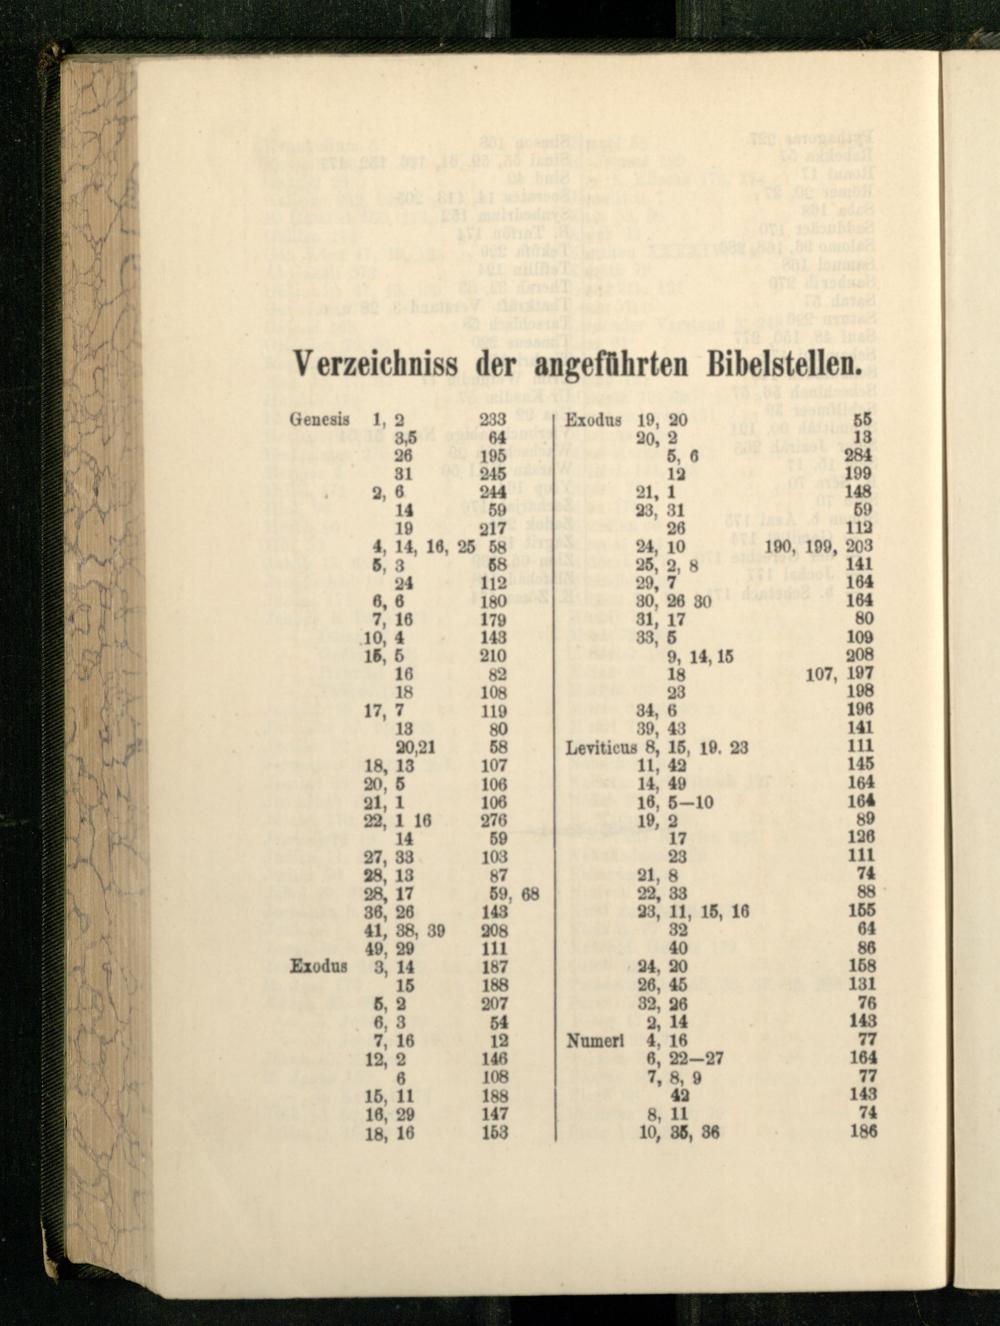 Verzeichniss der angeführten Bibelstellen.
Genesis 1, 2 233
3,5 64
26 195
31 245
2, 6 244
14 59
19 217
4, 14, 16, 25 58
5, 3 58
24 112
6, 6 180
7, 16 179
10, 4 143
15, 5 210
16 82
18 108
17, 7 119
13 80
20,21 58
18, 13 107
20, 5 106
21, 1 106
22, 1 16 276
14 59
27, 33 103
28, 13 87
28, 17 59, 68
36, 26 143
41, 38, 39 208
49, 29 111
Exodus 3, 14 187
15 188
5, 2 207
6, 3 54
7, 16 12
12, 2 146
6 108
15, 11 188
16, 29 147
18, 16 153
Exodus 19, 20 55
20, 2 13
5, 6 284
12 199
21, 1 148
23, 31 59
26 112
24, 10 190, 199, 203
25, 2, 8 141
29, 7 164
30, 26 30 164
31, 17 80
33, 5 109
9, 14, 15 208
18 107, 197
23 198
34, 6 196
39, 43 141
Leviticus 8, 15, 19. 23 111
11, 42 145
14, 49 164
16, 5—10 164
19, 2 89
17 126
23 111
21, 8 74
22, 33 88
23, 11, 15, 16 155
32 64
40 86
24, 20 158
26, 45 131
32, 26 76
2, 14 143
Numeri 4, 16 77
6, 22—27 164
7, 8, 9 77
42 143
8, 11 74
10, 35, 36 186